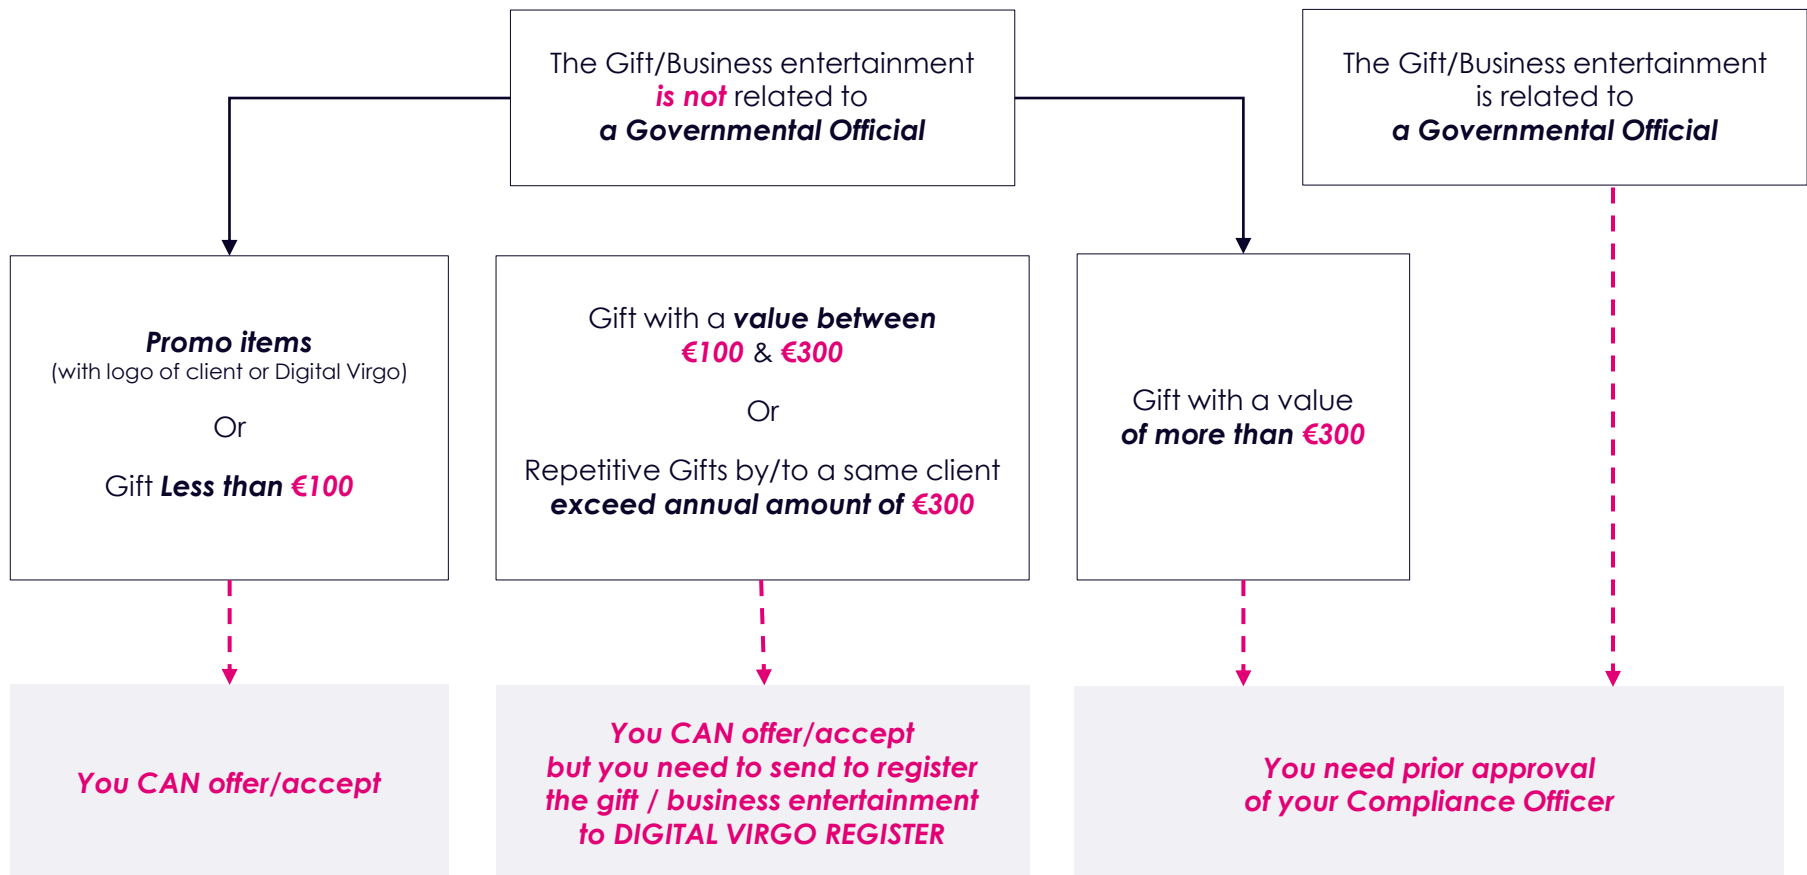 The Gift/Business entertainment
is not related to
a Governmental Official
The Gift/Business entertainment
is related to
a Governmental Official
Promo items
(with logo of client or Digital Virgo)
Or
Gift Less than €100
Gift with a value between
€100 & €300
Or
Repetitive Gifts by/to a same client
exceed annual amount of €300
Gift with a value
of more than €300
You CAN offer/accept
You CAN offer/accept
but you need to send to register
the gift / business entertainment
to DIGITAL VIRGO REGISTER
You need prior approval
of your Compliance Officer